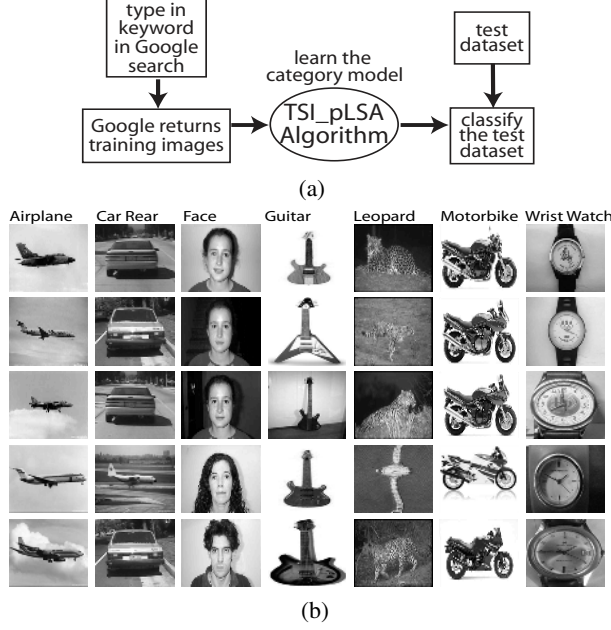 type in
keyword
in Google
search
test
dataset
learn the
category model
Google returns
training images
TSI_pLSA
Algorithm
classify
the test
dataset
(a)
Airplane Car Rear Face Guitar Leopard Motorbike Wrist Watch
(b)